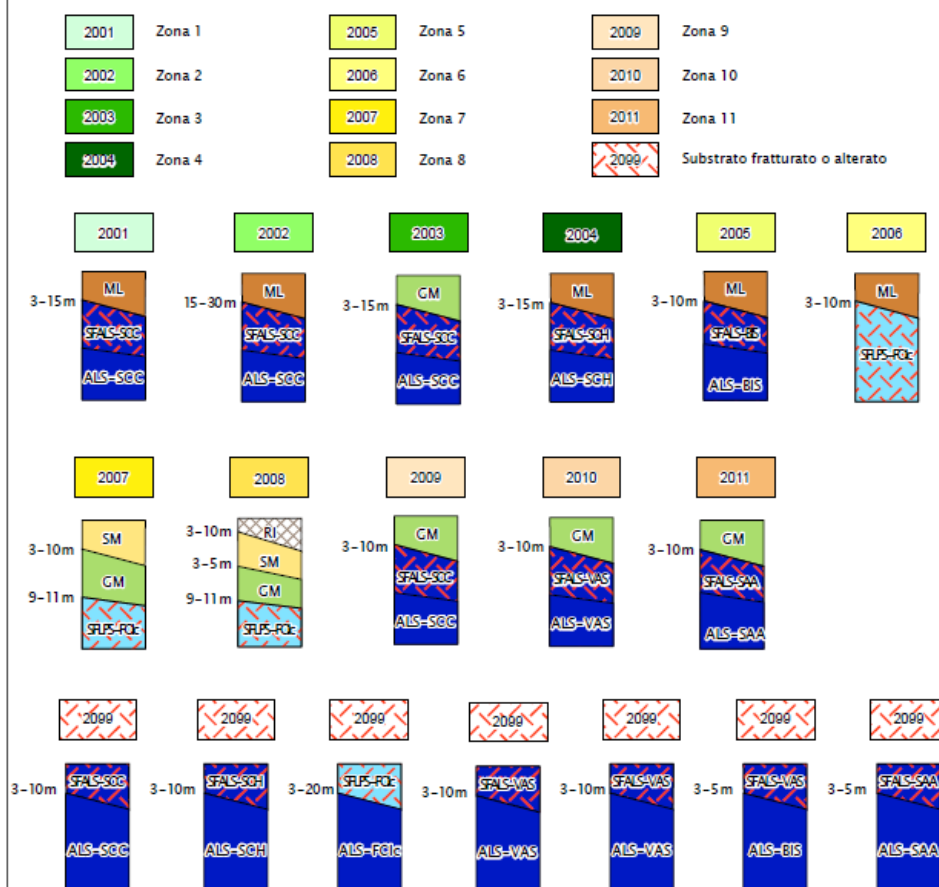 2001 Zona 1 2005 Zona 5 2009 Zona 9
2002 Zona 2 2006 Zona 6 2010 Zona 10
2003 Zona 3 2007 Zona 7 2011 Zona 11
2004 Zona 4 2008 Zona 8 2099 Substrato fratturato o alterato
2001 2002 2003 2004 2005 2006
ML ML GM ML ML ML
3-15m 15-30m 3-15m 3-15m 3-10m 3-10m
SFALS-SCC SFALS-SCC SFALS-SCC SFALS-SCH SFALS-BIS SFLPS-FCIc
ALS-SCC ALS-SCC ALS-SCC ALS-SCH ALS-BIS
2007 2008 2009 2010 2011
SM RI GM GM GM
3-10m 3-10m 3-10m 3-10m 3-10m
GM 3-5m SM SFALS-SCC SFALS-VAS SFALS-SAA
9-11m 9-11m GM
SFLPS-FCIc SFLPS-FCIc ALS-SCC ALS-VAS ALS-SAA
2099 2099 2099 2099 2099 2099 2099
SFALS-SCC SFALS-SCH SFLPS-FCIc SFALS-VAS SFALS-VAS SFALS-VAS SFALS-SAA
3-10m 3-10m 3-20m 3-10m 3-10m 3-5m 3-5m
ALS-SCC ALS-SCH ALS-FCIc ALS-VAS ALS-VAS ALS-BIS ALS-SAA